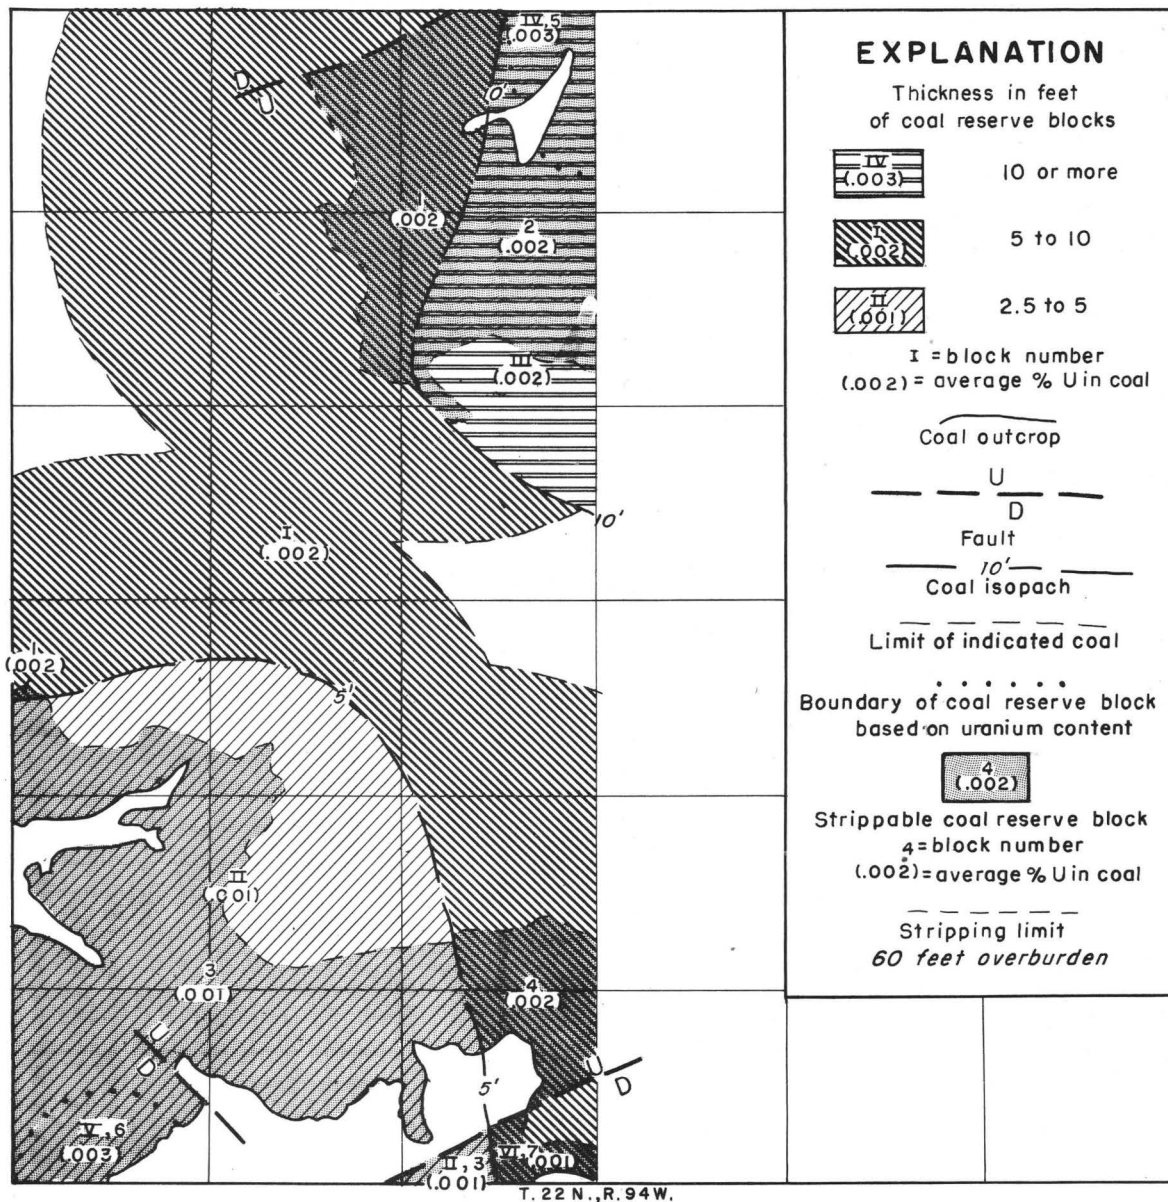 IV, 5
(.003)
D
U
10'
1
.002)
2
(.002)
III
(.002)
10'
I
(.002)
1
(.002)
5'
II
(.001)
3
(.001)
4
(.002)
U
D
5'
U
D
V, 6
(.003)
II, 3
(.001)
VI, 7
(.001)
T. 22 N., R. 94 W.
EXPLANATION
Thickness in feet
of coal reserve blocks
IV
(.003)
10 or more
I
(.002)
5 to 10
II
(.001)
2.5 to 5
I = block number
(.002) = average % U in coal
Coal outcrop
U
D
Fault
10'
Coal isopach
Limit of indicated coal
Boundary of coal reserve block
based on uranium content
4
(.002)
Strippable coal reserve block
4 = block number
(.002) = average % U in coal
Stripping limit
60 feet overburden